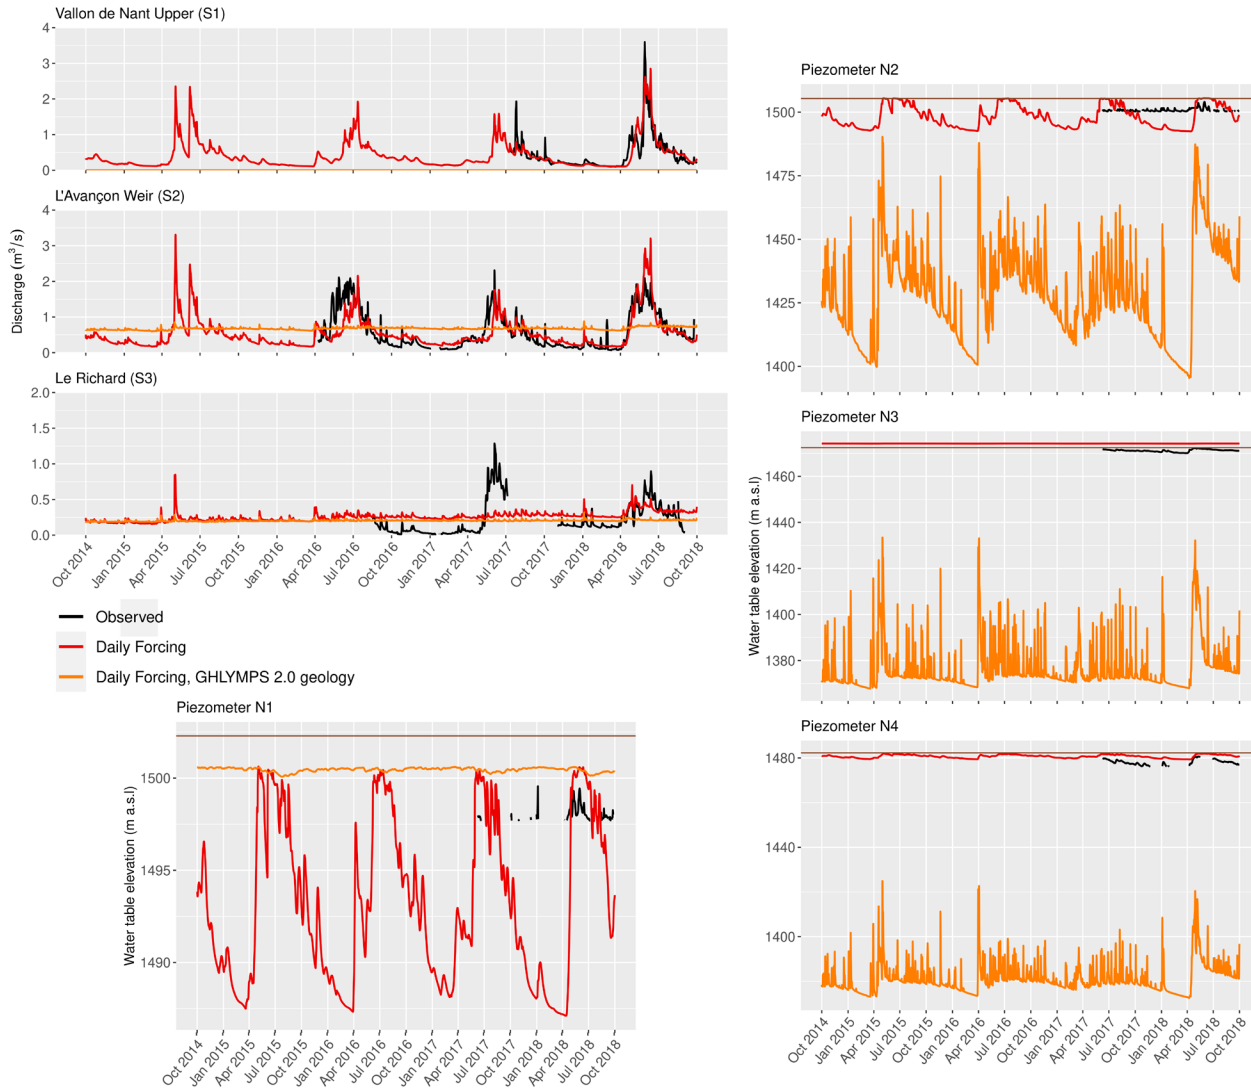 Vallon de Nant Upper (S1)
4
3
2
1
0
L'Avançon Weir (S2)
4
3
2
1
0
Discharge (m³/s)
Le Richard (S3)
2.0
1.5
1.0
0.5
0.0
Oct 2014
Jan 2015
Apr 2015
Jul 2015
Oct 2015
Jan 2016
Apr 2016
Jul 2016
Oct 2016
Jan 2017
Apr 2017
Jul 2017
Oct 2017
Jan 2018
Apr 2018
Jul 2018
Oct 2018
Observed
Daily Forcing
Daily Forcing, GHLYMPS 2.0 geology
Piezometer N1
1500
1495
1490
Water table elevation (m a.s.l)
Oct 2014
Jan 2015
Apr 2015
Jul 2015
Oct 2015
Jan 2016
Apr 2016
Jul 2016
Oct 2016
Jan 2017
Apr 2017
Jul 2017
Oct 2017
Jan 2018
Apr 2018
Jul 2018
Oct 2018
Piezometer N2
1500
1475
1450
1425
1400
Piezometer N3
1460
1440
1420
1400
1380
Water table elevation (m a.s.l)
Piezometer N4
1480
1440
1400
Oct 2014
Jan 2015
Apr 2015
Jul 2015
Oct 2015
Jan 2016
Apr 2016
Jul 2016
Oct 2016
Jan 2017
Apr 2017
Jul 2017
Oct 2017
Jan 2018
Apr 2018
Jul 2018
Oct 2018